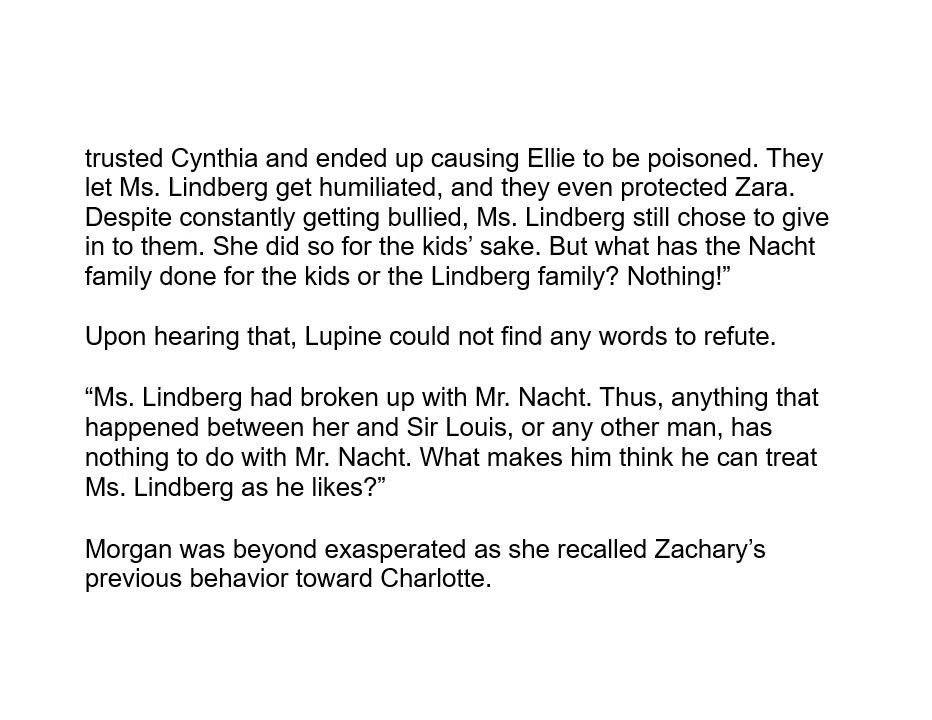 trusted Cynthia and ended up causing Ellie to be poisoned. They
let Ms. Lindberg get humiliated, and they even protected Zara.
Despite constantly getting bullied, Ms. Lindberg still chose to give
in to them. She did so for the kids’ sake. But what has the Nacht
family done for the kids or the Lindberg family? Nothing!”
Upon hearing that, Lupine could not find any words to refute.
“Ms. Lindberg had broken up with Mr. Nacht. Thus, anything that
happened between her and Sir Louis, or any other man, has
nothing to do with Mr. Nacht. What makes him think he can treat
Ms. Lindberg as he likes?”
Morgan was beyond exasperated as she recalled Zachary’s
previous behavior toward Charlotte.